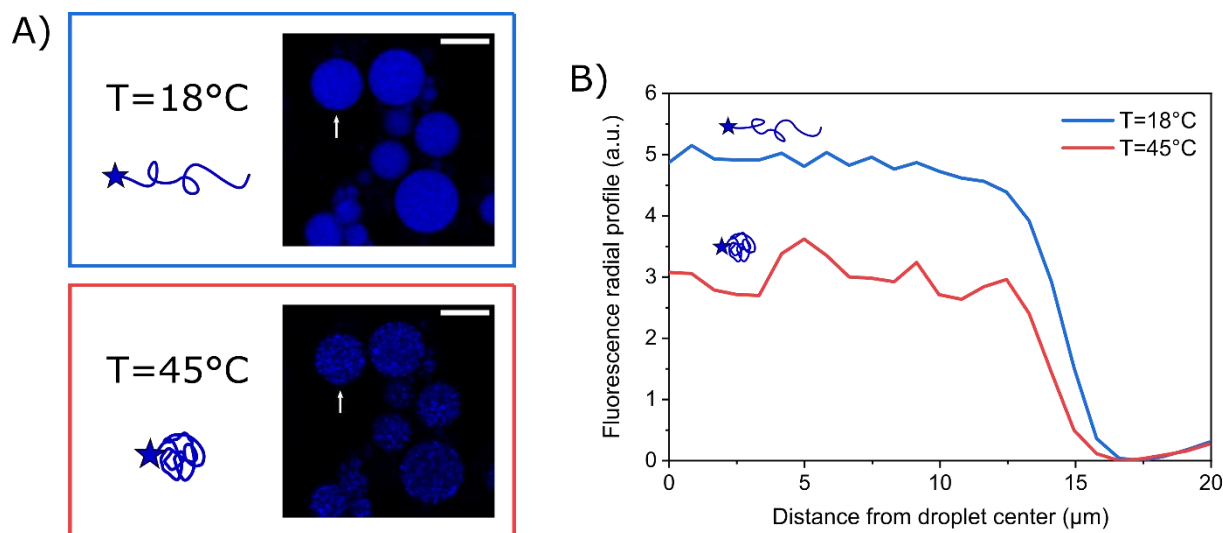 A)
T=18°C
T=45°C
B)
Fluorescence radial profile (a.u.)
6
5
4
3
2
1
0
T=18°C
T=45°C
0
5
10
15
20
Distance from droplet center (µm)